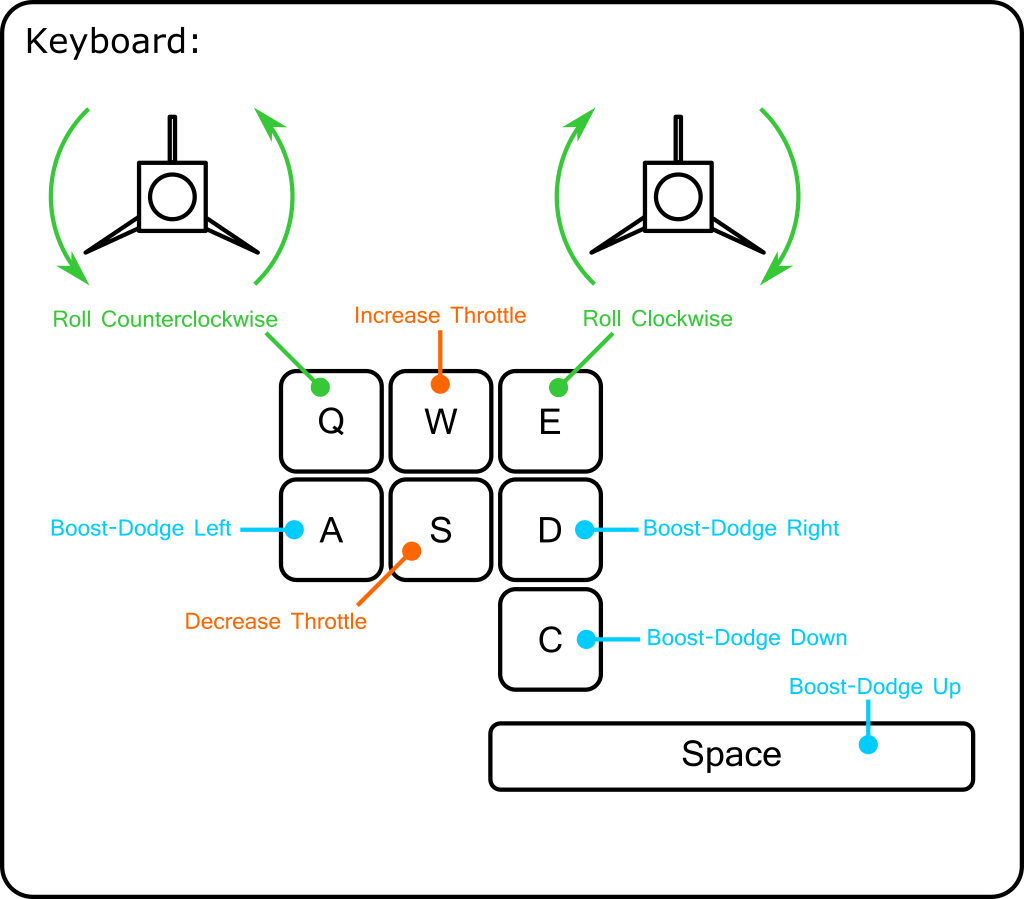 Keyboard:
Roll Counterclockwise
Increase Throttle
Roll Clockwise
Q
W
E
Boost-Dodge Left
A
S
D
Boost-Dodge Right
Decrease Throttle
C
Boost-Dodge Down
Boost-Dodge Up
Space